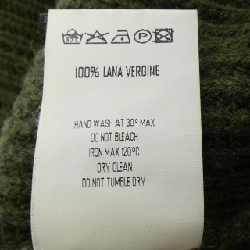 100% LANA VERGINE
HAND WASH AT 30° MAX
DO NOT BLEACH
IRON MAX 120°C
DRY CLEAN
DO NOT TUMBLE DRY